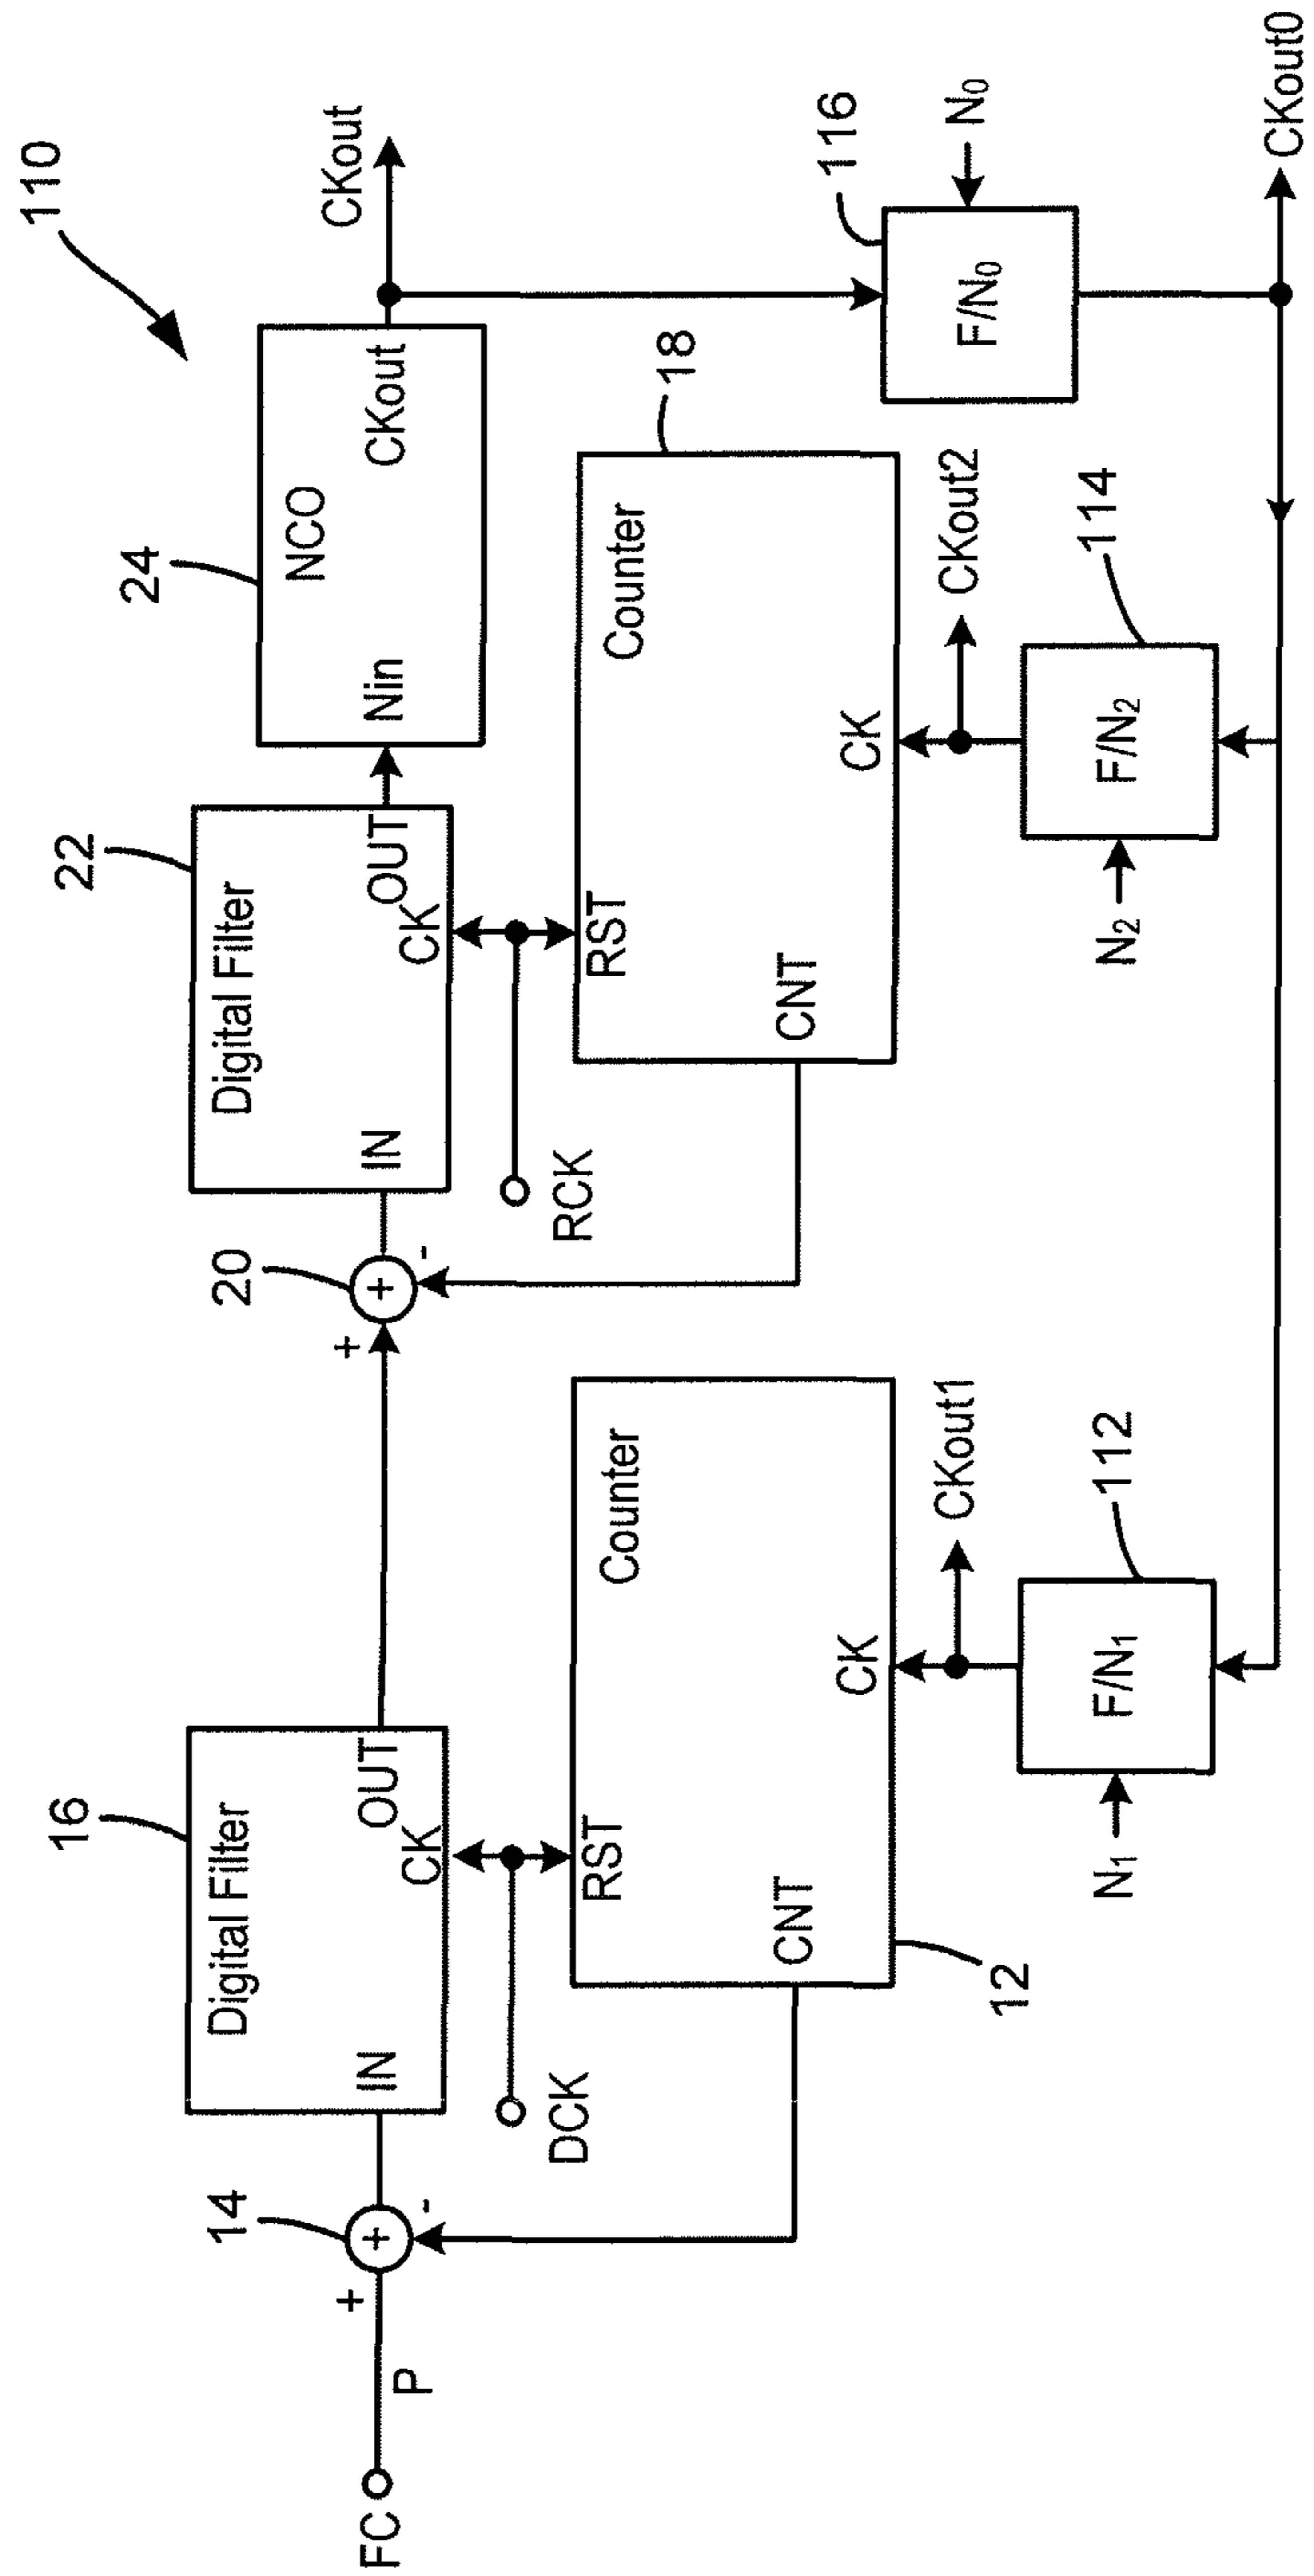 110
24
NCO
Nin
CKout
CKout
22
Digital Filter
IN
OUT
CK
20
+
+
-
16
Digital Filter
IN
OUT
CK
14
+
+
-
FC
P
DCK
RCK
Counter
RST
CNT
CK
12
Counter
RST
CNT
CK
18
CKout1
CKout2
116
F/N₀
N₀
N₁
F/N₁
112
N₂
F/N₂
114
CKout0